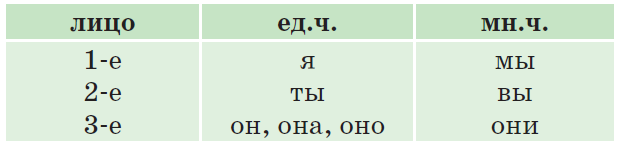 лицо ед.ч. мн.ч.
1-е я мы
2-е ты вы
3-е он, она, оно они